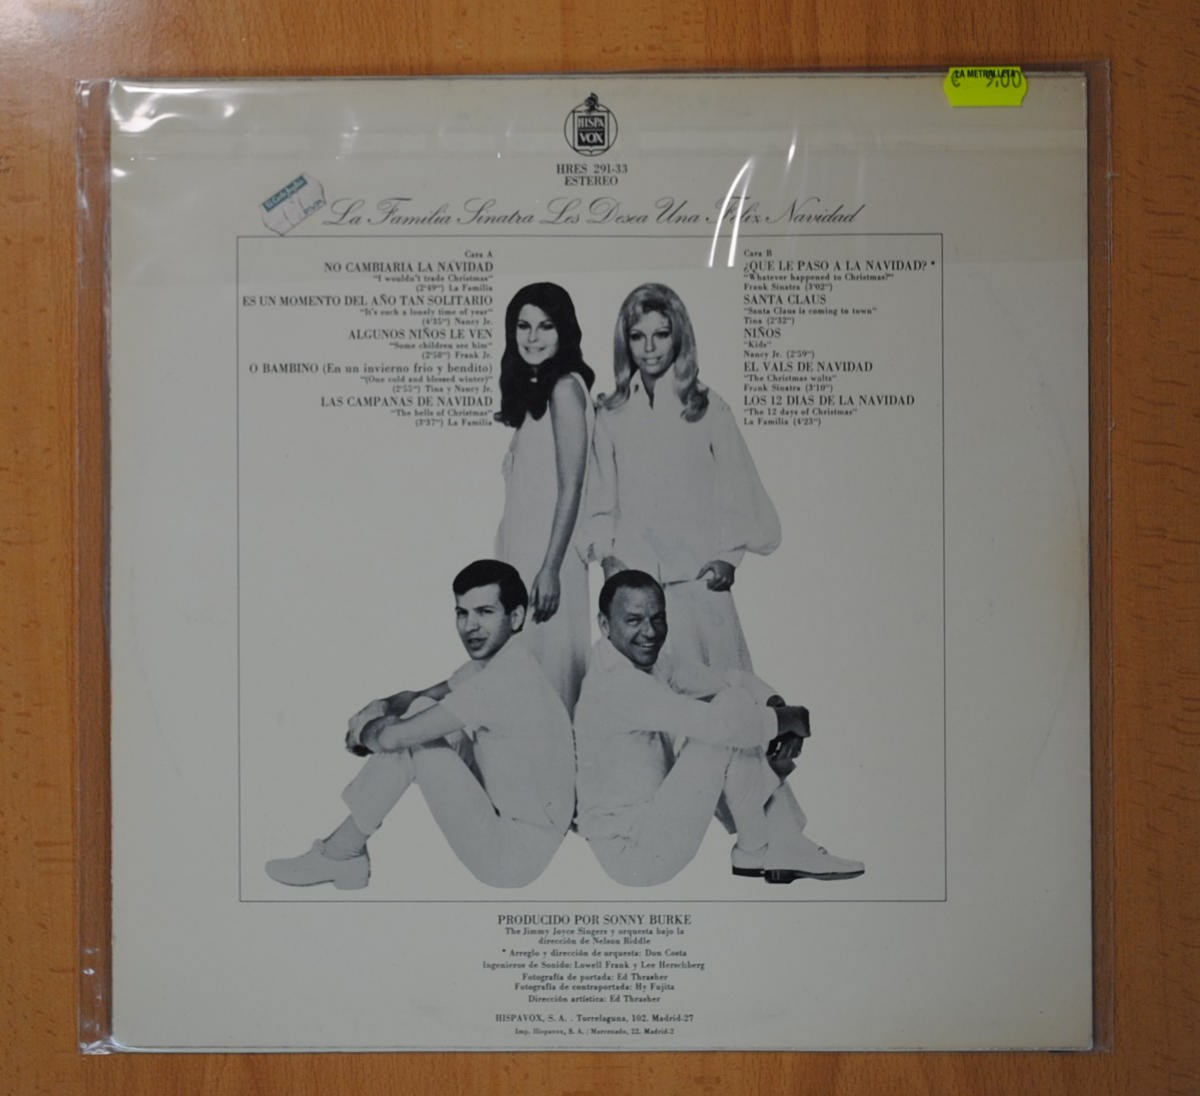 LA METRALLETA
€ 9,00
HISPA
VOX
HRES 291-33
ESTEREO
El Corte Inglés
La Familia Sinatra Les Desea Una Feliz Navidad
Cara A
NO CAMBIARIA LA NAVIDAD
"I wouldn't trade Christmas"
(2'49") La Familia
ES UN MOMENTO DEL AÑO TAN SOLITARIO
"It's such a lonely time of year"
(4'35") Nancy Jr.
ALGUNOS NIÑOS LE VEN
"Some children see him"
(2'58") Frank Jr.
O BAMBINO (En un invierno frio y bendito)
"(One cold and blessed winter)"
(2'55") Tina y Nancy Jr.
LAS CAMPANAS DE NAVIDAD
"The bells of Christmas"
(3'37") La Familia
Cara B
¿QUE LE PASO A LA NAVIDAD? *
"Whatever happened to Christmas?"
Frank Sinatra (3'02")
SANTA CLAUS
"Santa Claus is coming to town"
Tina (2'32")
NIÑOS
"Kids"
Nancy Jr. (2'59")
EL VALS DE NAVIDAD
"The Christmas waltz"
Frank Sinatra (3'10")
LOS 12 DIAS DE LA NAVIDAD
"The 12 days of Christmas"
La Familia (4'23")
PRODUCIDO POR SONNY BURKE
The Jimmy Joyce Singers y orquesta bajo la
dirección de Nelson Riddle
* Arreglo y dirección de orquesta: Don Costa
Ingenieros de Sonido: Lowell Frank y Lee Herschberg
Fotografía de portada: Ed Thrasher
Fotografía de contraportada: Hy Fujita
Dirección artística: Ed Thrasher
HISPAVOX, S. A. . Torrelaguna, 102. Madrid-27
Imp. Hispavox, S. A. | Marcenado, 22. Madrid-2